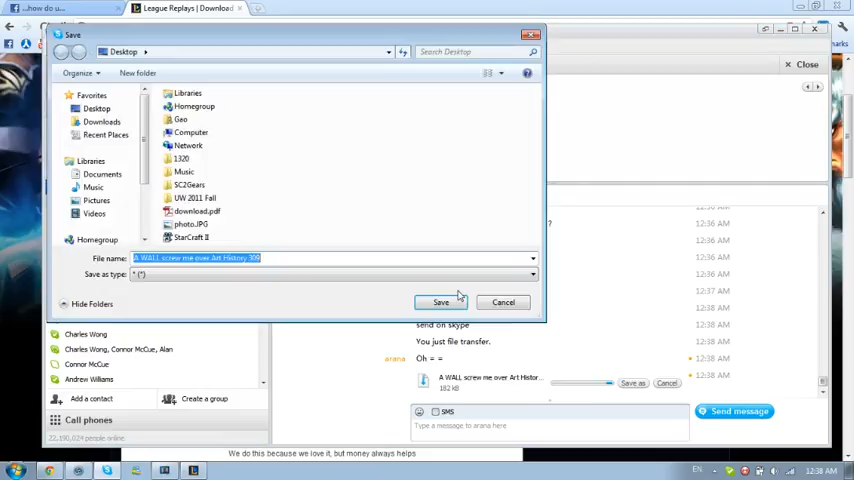 ...how do u...
League Replays | Download
Save
Close
Desktop
Search Desktop
Organize
New folder
Favorites
Desktop
Downloads
Recent Places
Libraries
Documents
Music
Pictures
Videos
Homegroup
Libraries
Homegroup
Gao
Computer
Network
1320
Music
SC2Gears
UW 2011 Fall
download.pdf
photo.JPG
StarCraft II
File name: A WALL screw me over Art History 309
Save as type: * (*)
Hide Folders
Save
Cancel
12:36 AM
? 12:36 AM
12:36 AM
12:36 AM
12:38 AM
send on skype 12:38 AM
You just file transfer. 12:38 AM
arana Oh = = 12:38 AM
A WALL screw me over Art Histor... Save as Cancel 12:38 AM
182 kB
Charles Wong
Charles Wong, Connor McCue, Alan
Connor McCue
Andrew Williams
Add a contact
Create a group
Call phones
22,190,024 people online
SMS
Type a message to arana here
Send message
We do this because we love it, but money always helps
EN
12:38 AM